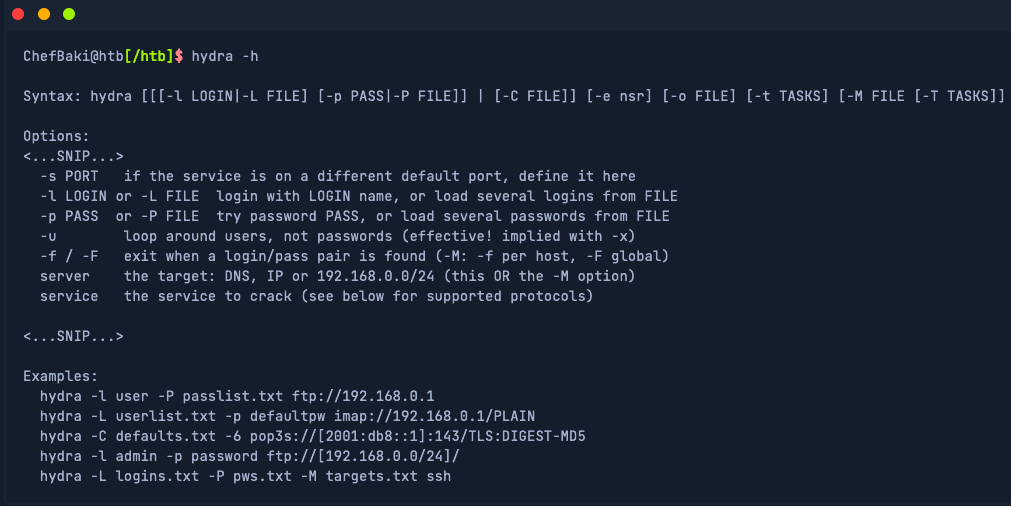 ChefBaki@htb[/htb]$ hydra -h
Syntax: hydra [[[-l LOGIN|-L FILE] [-p PASS|-P FILE]] | [-C FILE]] [-e nsr] [-o FILE] [-t TASKS] [-M FILE [-T TASKS]]
Options:
<...SNIP...>
  -s PORT   if the service is on a different default port, define it here
  -l LOGIN or -L FILE  login with LOGIN name, or load several logins from FILE
  -p PASS  or -P FILE  try password PASS, or load several passwords from FILE
  -u        loop around users, not passwords (effective! implied with -x)
  -f / -F   exit when a login/pass pair is found (-M: -f per host, -F global)
  server    the target: DNS, IP or 192.168.0.0/24 (this OR the -M option)
  service   the service to crack (see below for supported protocols)
<...SNIP...>
Examples:
  hydra -l user -P passlist.txt ftp://192.168.0.1
  hydra -L userlist.txt -p defaultpw imap://192.168.0.1/PLAIN
  hydra -C defaults.txt -6 pop3s://[2001:db8::1]:143/TLS:DIGEST-MD5
  hydra -l admin -p password ftp://[192.168.0.0/24]/
  hydra -L logins.txt -P pws.txt -M targets.txt ssh